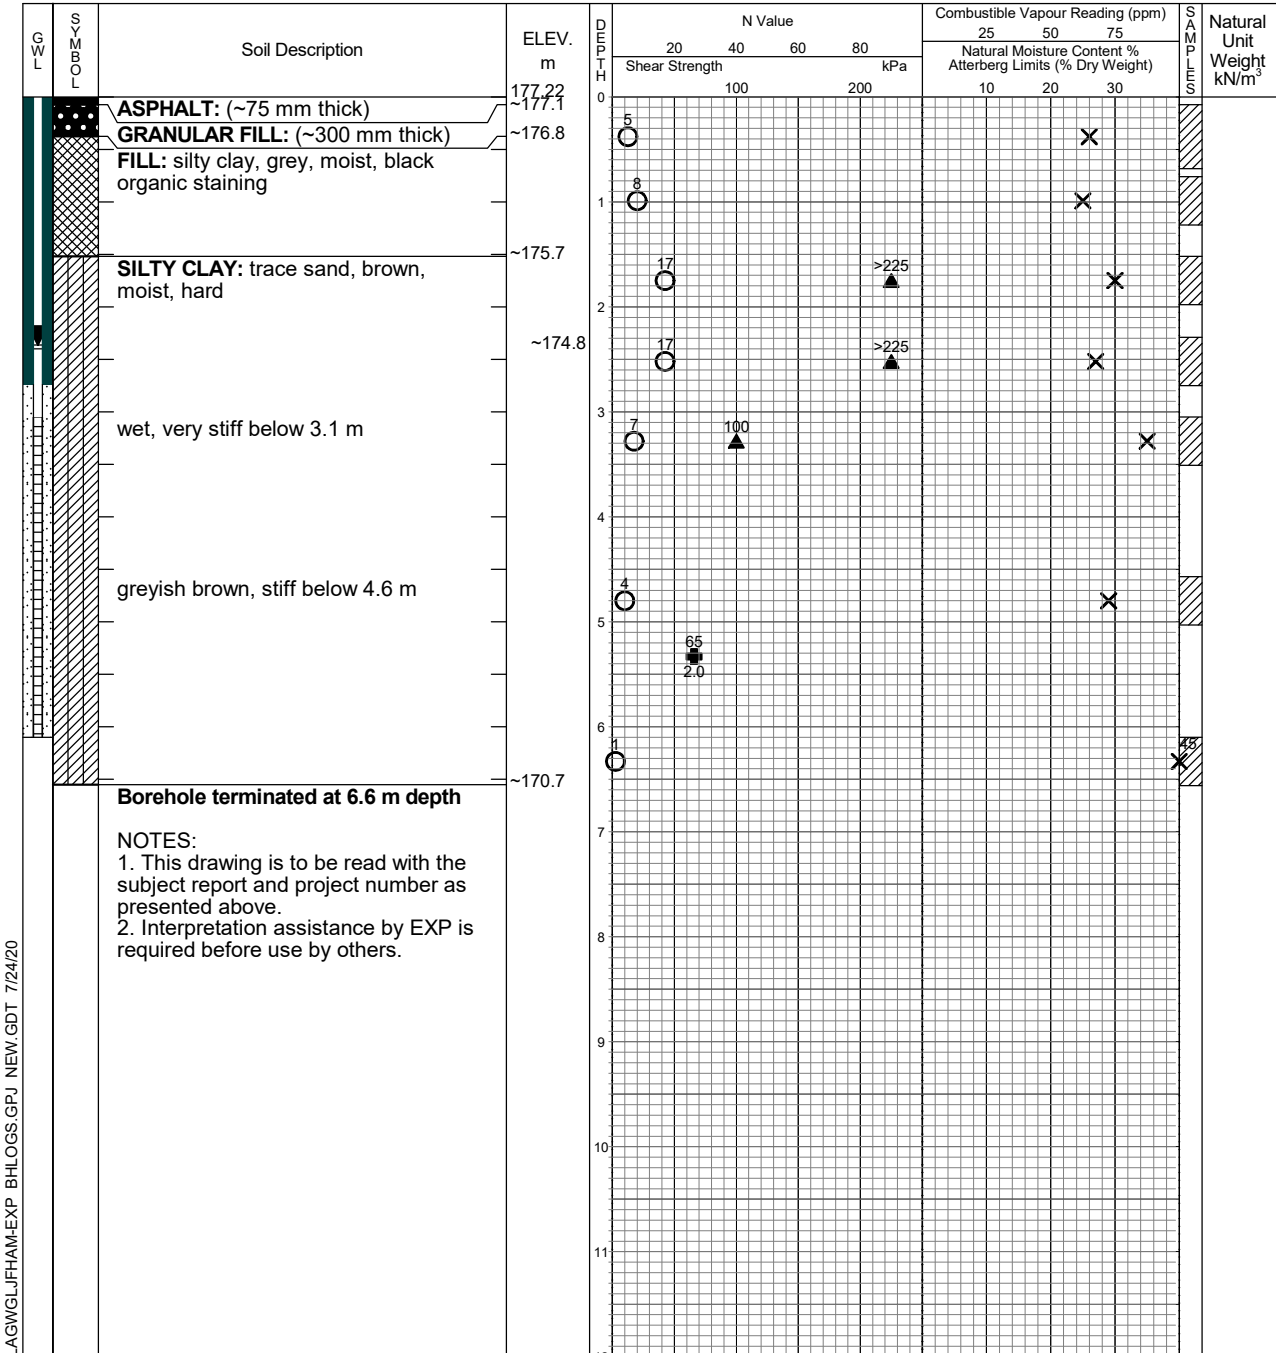 GWL
SYMBOL
Soil Description
ELEV.
m
DEPTH
N Value
20 40 60 80
Shear Strength kPa
100 200
Combustible Vapour Reading (ppm)
25 50 75
Natural Moisture Content %
Atterberg Limits (% Dry Weight)
10 20 30
SAMPLES
Natural
Unit
Weight
kN/m³
177.22
0
ASPHALT: (~75 mm thick)
~177.1
GRANULAR FILL: (~300 mm thick)
~176.8
5
FILL: silty clay, grey, moist, black
organic staining
8
1
~175.7
SILTY CLAY: trace sand, brown,
moist, hard
17 >225
2
~174.8
17 >225
3
wet, very stiff below 3.1 m
7 100
4
greyish brown, stiff below 4.6 m
4
5
65
2.0
6
1 45
~170.7
Borehole terminated at 6.6 m depth
NOTES:
7
1. This drawing is to be read with the
subject report and project number as
presented above.
2. Interpretation assistance by EXP is
required before use by others.
8
9
10
11
AGWGLJFHAM-EXP BHLOGS.GPJ NEW.GDT 7/24/20